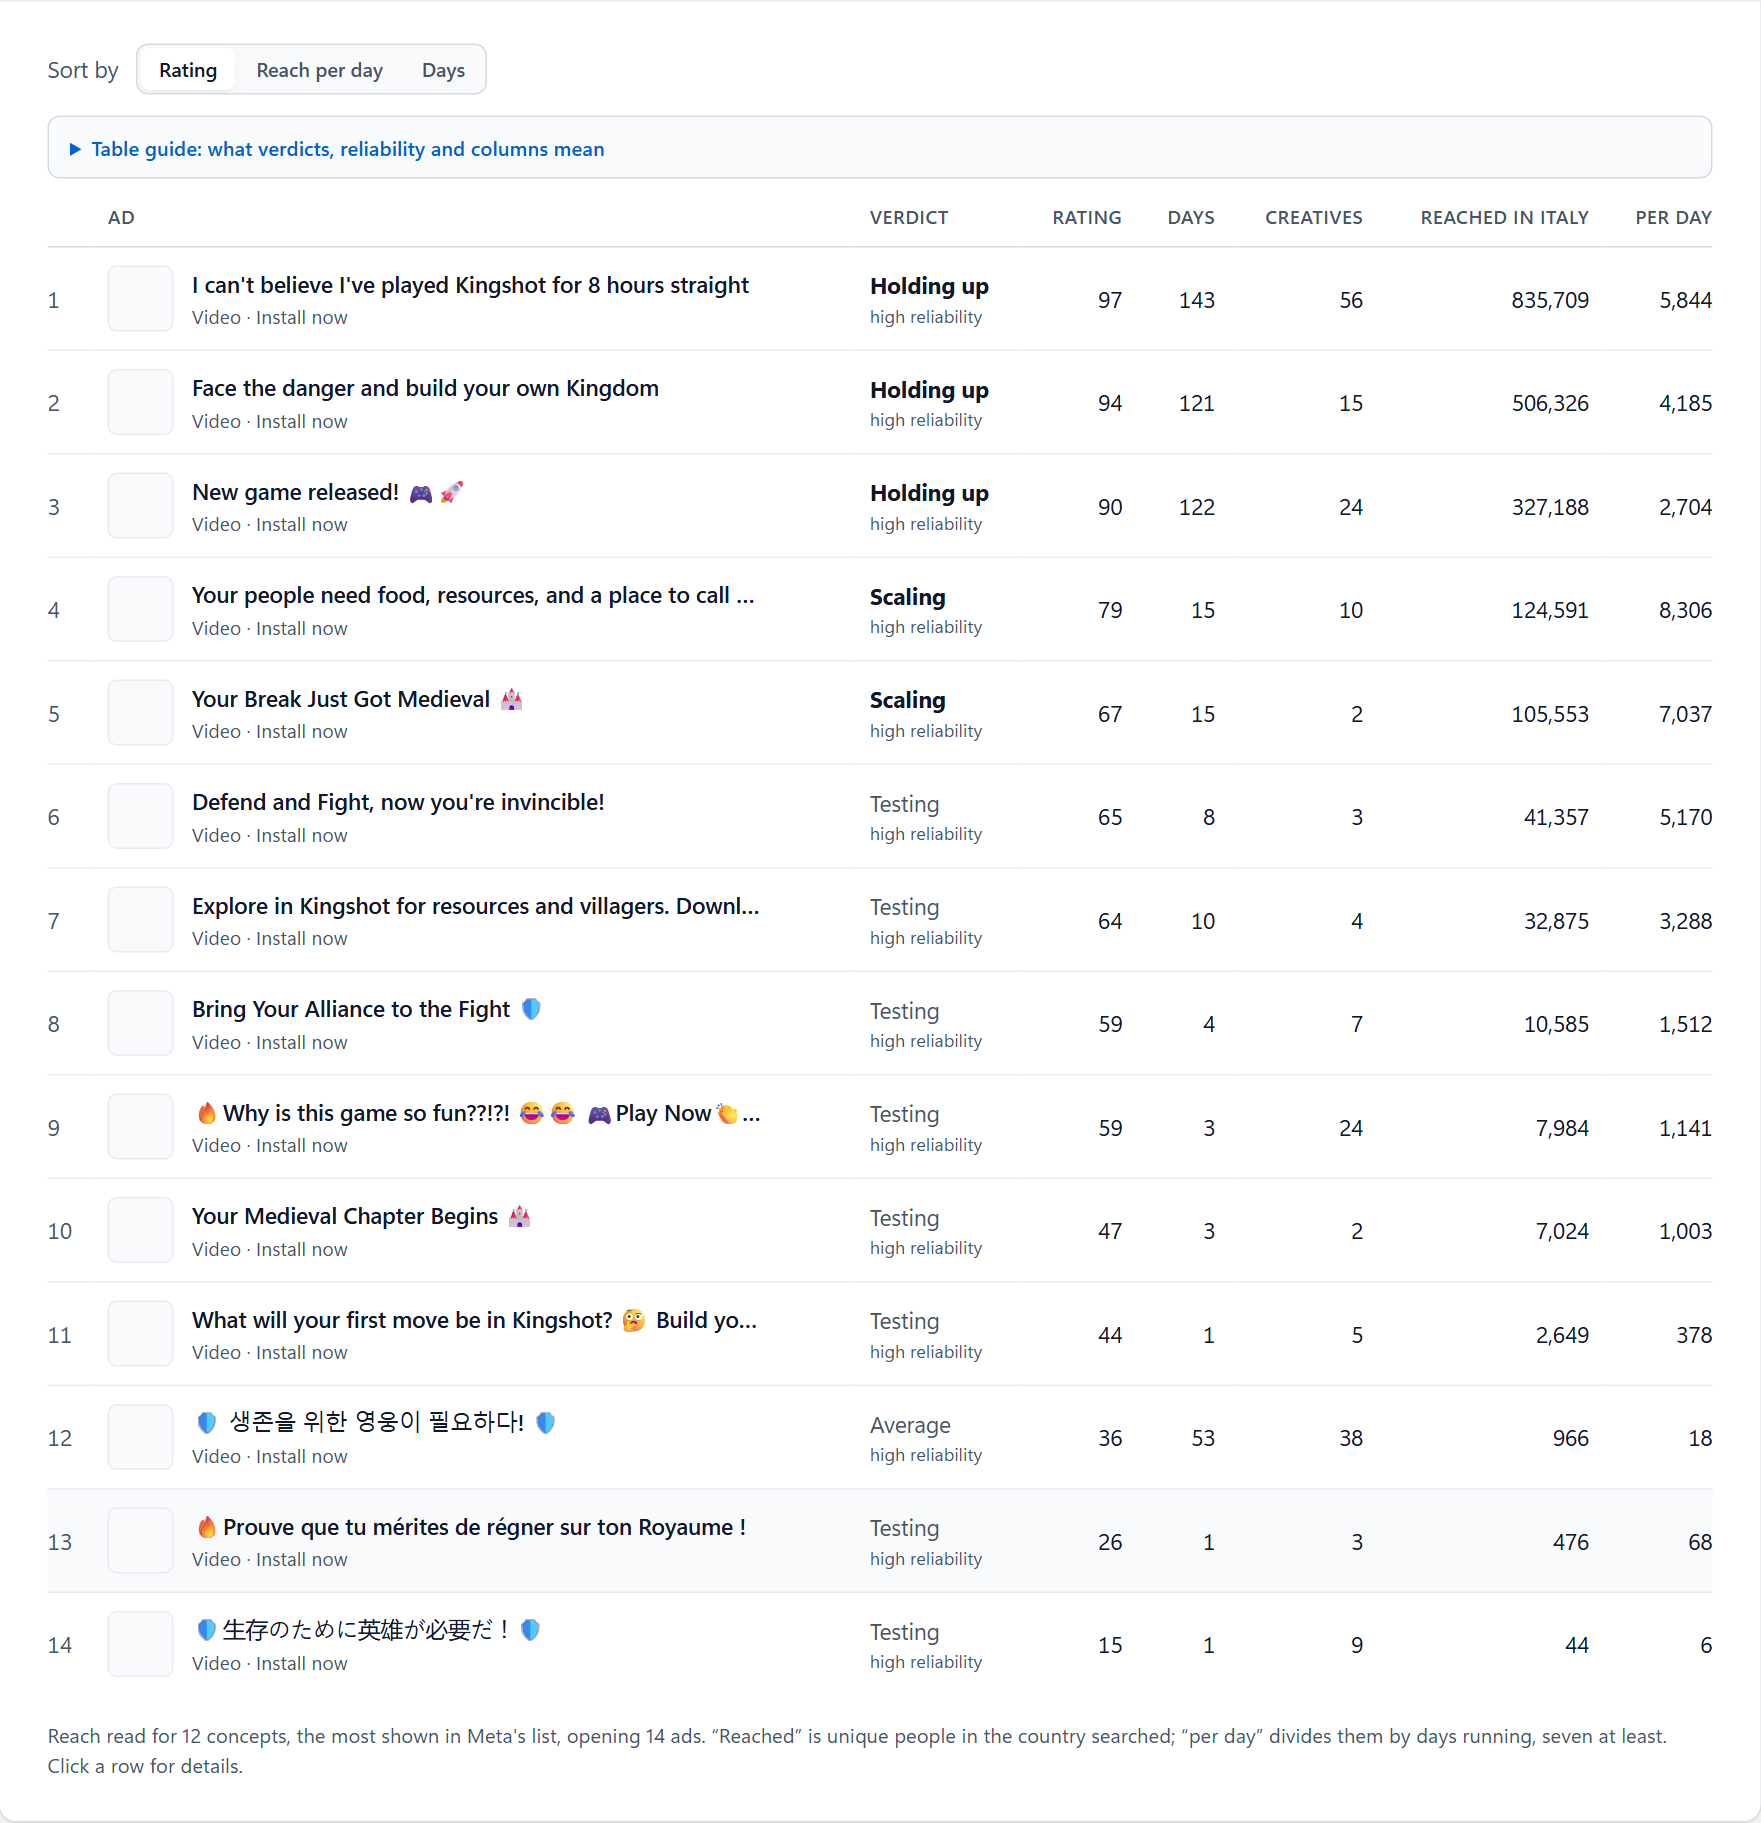 Sort by Rating Reach per day Days
▶ Table guide: what verdicts, reliability and columns mean
AD VERDICT RATING DAYS CREATIVES REACHED IN ITALY PER DAY
1 I can't believe I've played Kingshot for 8 hours straight Holding up 97 143 56 835,709 5,844
Video · Install now high reliability
2 Face the danger and build your own Kingdom Holding up 94 121 15 506,326 4,185
Video · Install now high reliability
3 New game released! 🎮🚀 Holding up 90 122 24 327,188 2,704
Video · Install now high reliability
4 Your people need food, resources, and a place to call ... Scaling 79 15 10 124,591 8,306
Video · Install now high reliability
5 Your Break Just Got Medieval 🏰 Scaling 67 15 2 105,553 7,037
Video · Install now high reliability
6 Defend and Fight, now you're invincible! Testing 65 8 3 41,357 5,170
Video · Install now high reliability
7 Explore in Kingshot for resources and villagers. Downl... Testing 64 10 4 32,875 3,288
Video · Install now high reliability
8 Bring Your Alliance to the Fight 🛡️ Testing 59 4 7 10,585 1,512
Video · Install now high reliability
9 🔥Why is this game so fun??!?! 😂😂 🎮Play Now👏... Testing 59 3 24 7,984 1,141
Video · Install now high reliability
10 Your Medieval Chapter Begins 🏰 Testing 47 3 2 7,024 1,003
Video · Install now high reliability
11 What will your first move be in Kingshot? 🤔 Build yo... Testing 44 1 5 2,649 378
Video · Install now high reliability
12 🛡️ 생존을 위한 영웅이 필요하다! 🛡️ Average 36 53 38 966 18
Video · Install now high reliability
13 🔥Prouve que tu mérites de régner sur ton Royaume ! Testing 26 1 3 476 68
Video · Install now high reliability
14 🛡️生存のために英雄が必要だ！🛡️ Testing 15 1 9 44 6
Video · Install now high reliability
Reach read for 12 concepts, the most shown in Meta's list, opening 14 ads. “Reached” is unique people in the country searched; “per day” divides them by days running, seven at least.
Click a row for details.